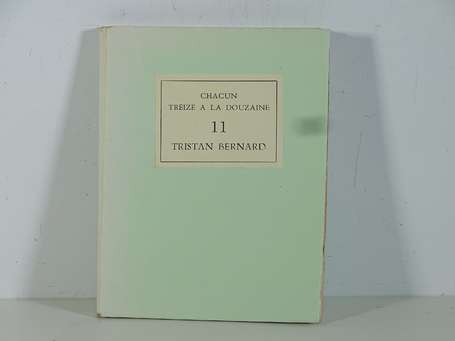 CHACUN
TREIZE A LA DOUZAINE
11
TRISTAN BERNARD